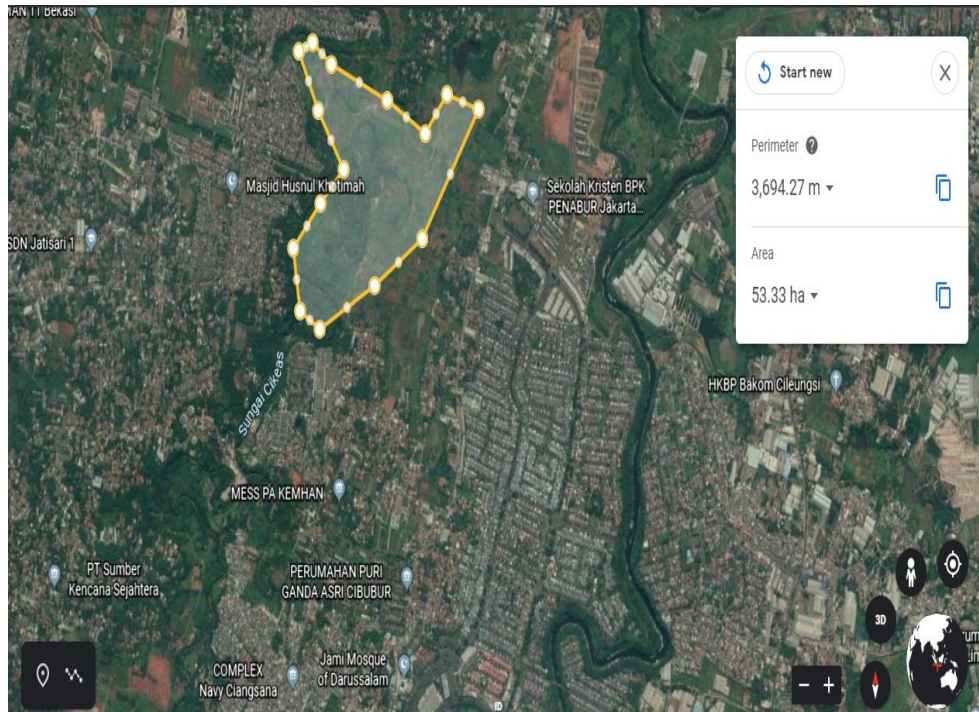 Start new
Perimeter
3,694.27 m
Area
53.33 ha
Masjid Husnul Khotimah
Sekolah Kristen BPK
PENABUR Jakarta...
SDN Jatisari 1
Sungai Cikeas
HKBP Bakom Cileungsi
MESS PA KEMHAN
PT Sumber
Kencana Sejahtera
PERUMAHAN PURI
GANDA ASRI CIBUBUR
COMPLEX
Navy Ciangsana
Jami Mosque
of Darussalam
3D